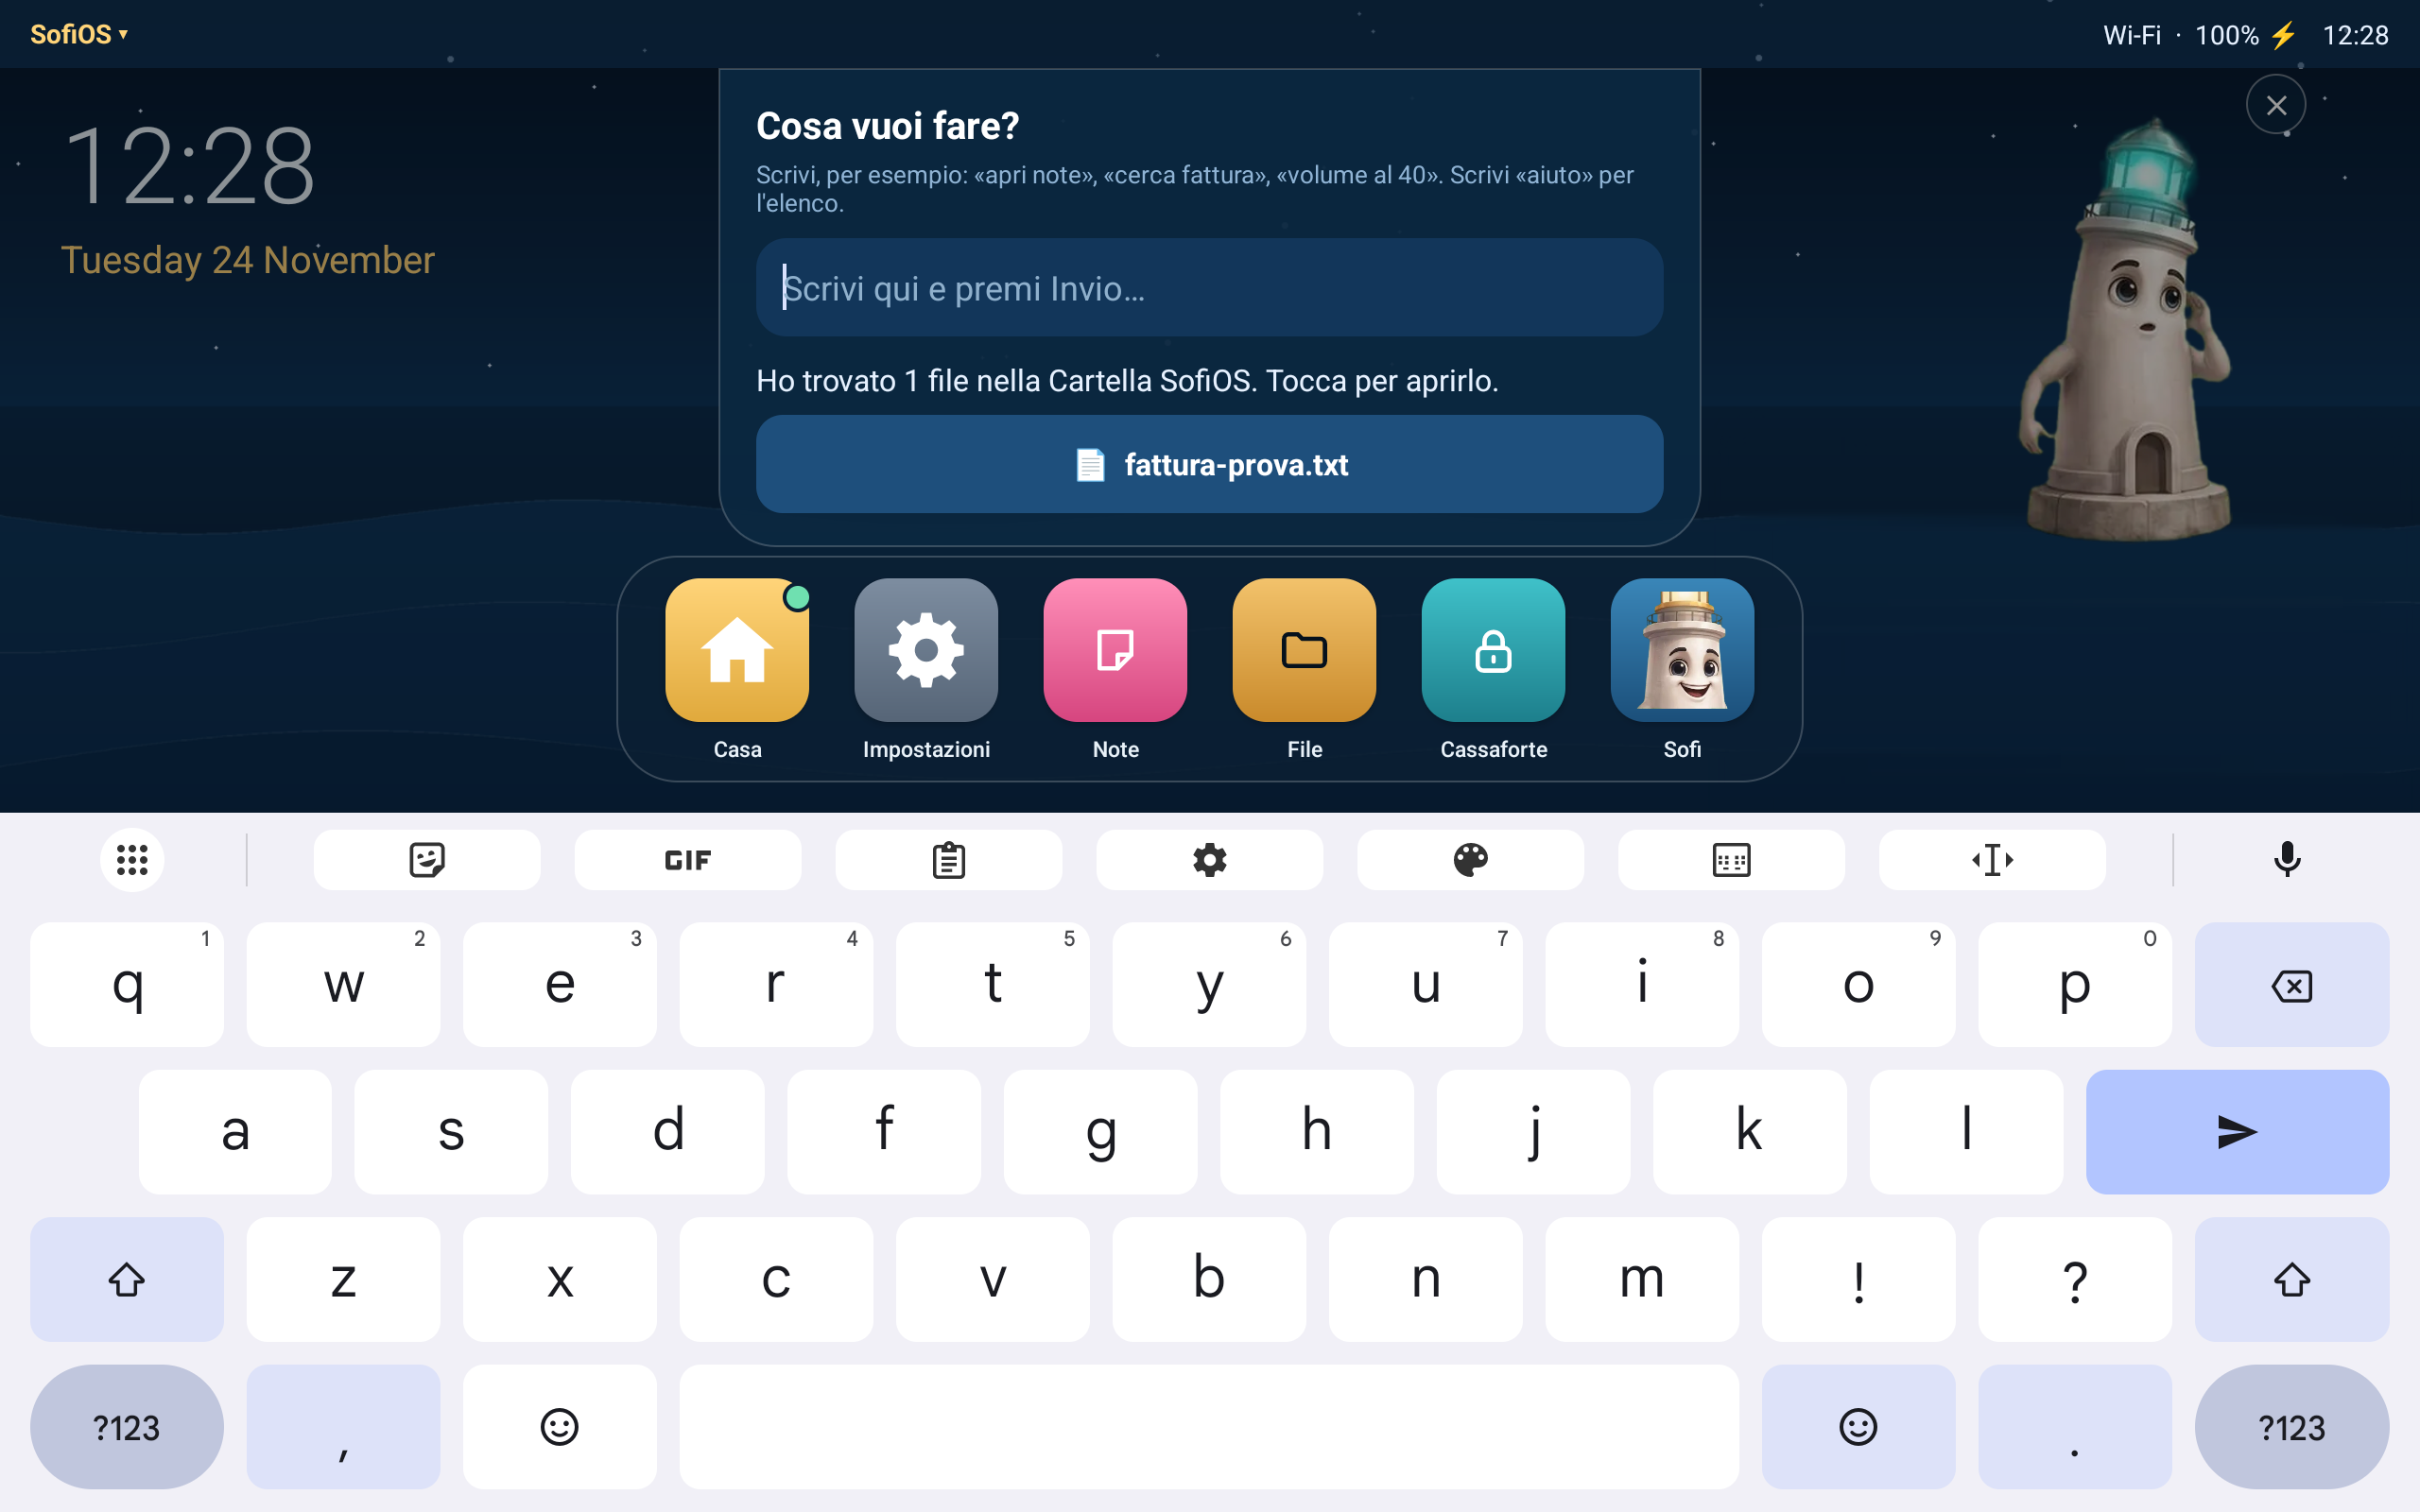 SofiOS ▾
Wi-Fi · 100% ⚡ 12:28
12:28
Tuesday 24 November
Cosa vuoi fare?
Scrivi, per esempio: «apri note», «cerca fattura», «volume al 40». Scrivi «aiuto» per
l'elenco.
Scrivi qui e premi Invio…
Ho trovato 1 file nella Cartella SofiOS. Tocca per aprirlo.
fattura-prova.txt
Casa Impostazioni Note File Cassaforte Sofi
GIF
q 1 w 2 e 3 r 4 t 5 y 6 u 7 i 8 o 9 p 0
a s d f g h j k l
z x c v b n m ! ?
?123 , . ?123